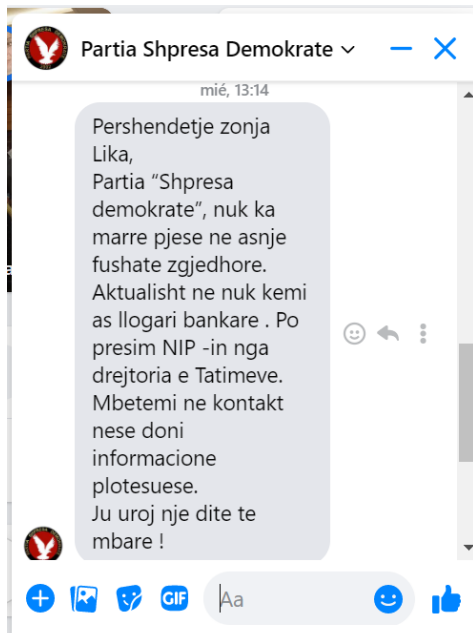 Partia Shpresa Demokrate
mié, 13:14
Pershendetje zonja
Lika,
Partia “Shpresa
demokrate”, nuk ka
marre pjese ne asnje
fushate zgjedhore.
Aktualisht ne nuk kemi
as llogari bankare . Po
presim NIP -in nga
drejtoria e Tatimeve.
Mbetemi ne kontakt
nese doni
informacione
plotesuese.
Ju uroj nje dite te
mbare !
GIF
Aa